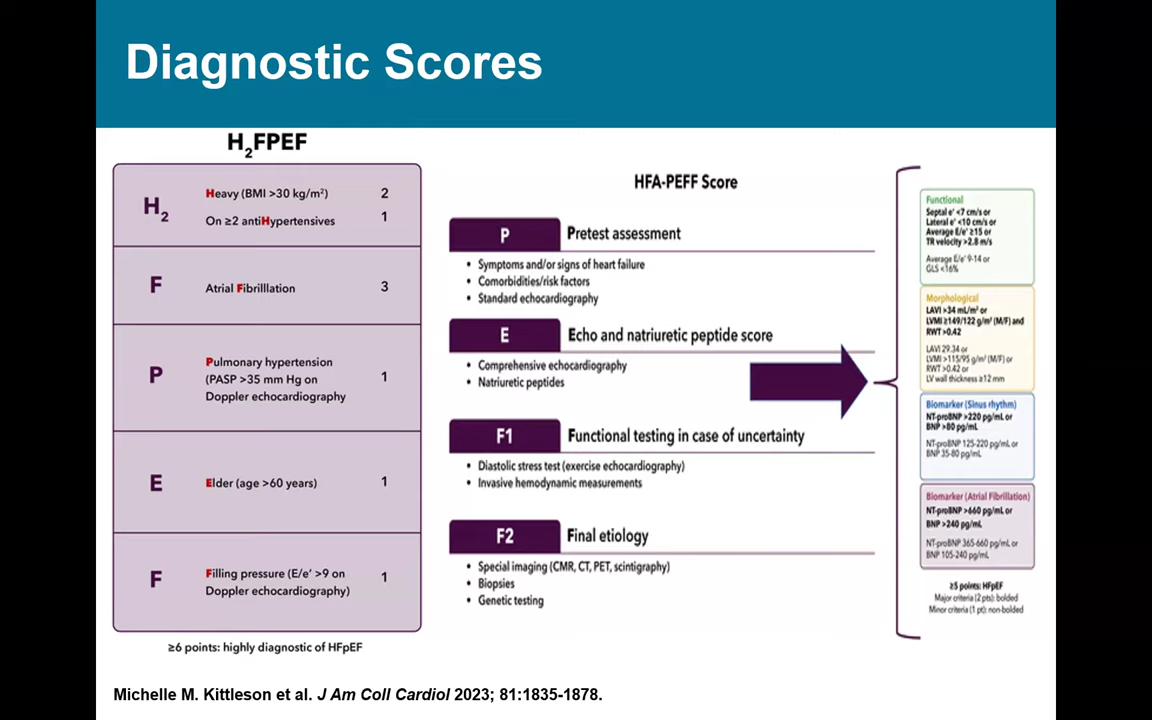 Diagnostic Scores
H₂FPEF
H₂
Heavy (BMI >30 kg/m²) 2
On ≥2 antiHypertensives 1
F
Atrial Fibrilllation 3
P
Pulmonary hypertension
(PASP >35 mm Hg on
Doppler echocardiography
1
E
Elder (age >60 years) 1
F
Filling pressure (E/e' >9 on
Doppler echocardiography)
1
≥6 points: highly diagnostic of HFpEF
HFA-PEFF Score
P Pretest assessment
• Symptoms and/or signs of heart failure
• Comorbidities/risk factors
• Standard echocardiography
E Echo and natriuretic peptide score
• Comprehensive echocardiography
• Natriuretic peptides
F1 Functional testing in case of uncertainty
• Diastolic stress test (exercise echocardiography)
• Invasive hemodynamic measurements
F2 Final etiology
• Special imaging (CMR, CT, PET, scintigraphy)
• Biopsies
• Genetic testing
Functional
Septal e' <7 cm/s or
Lateral e' <10 cm/s or
Average E/e' ≥15 or
TR velocity >2.8 m/s
Average E/e' 9-14 or
GLS <16%
Morphological
LAVI >34 mL/m² or
LVMI ≥149/122 g/m² (M/F) and
RWT >0.42
LAVI 29-34 or
LVMI >115/95 g/m² (M/F) or
RWT >0.42 or
LV wall thickness ≥12 mm
Biomarker (Sinus rhythm)
NT-proBNP >220 pg/mL or
BNP >80 pg/mL
NT-proBNP 125-220 pg/mL or
BNP 35-80 pg/mL
Biomarker (Atrial Fibrillation)
NT-proBNP >660 pg/mL or
BNP >240 pg/mL
NT-proBNP 365-660 pg/mL or
BNP 105-240 pg/mL
≥5 points: HFpEF
Major criteria (2 pts): bolded
Minor criteria (1 pt): non-bolded
Michelle M. Kittleson et al. J Am Coll Cardiol 2023; 81:1835-1878.